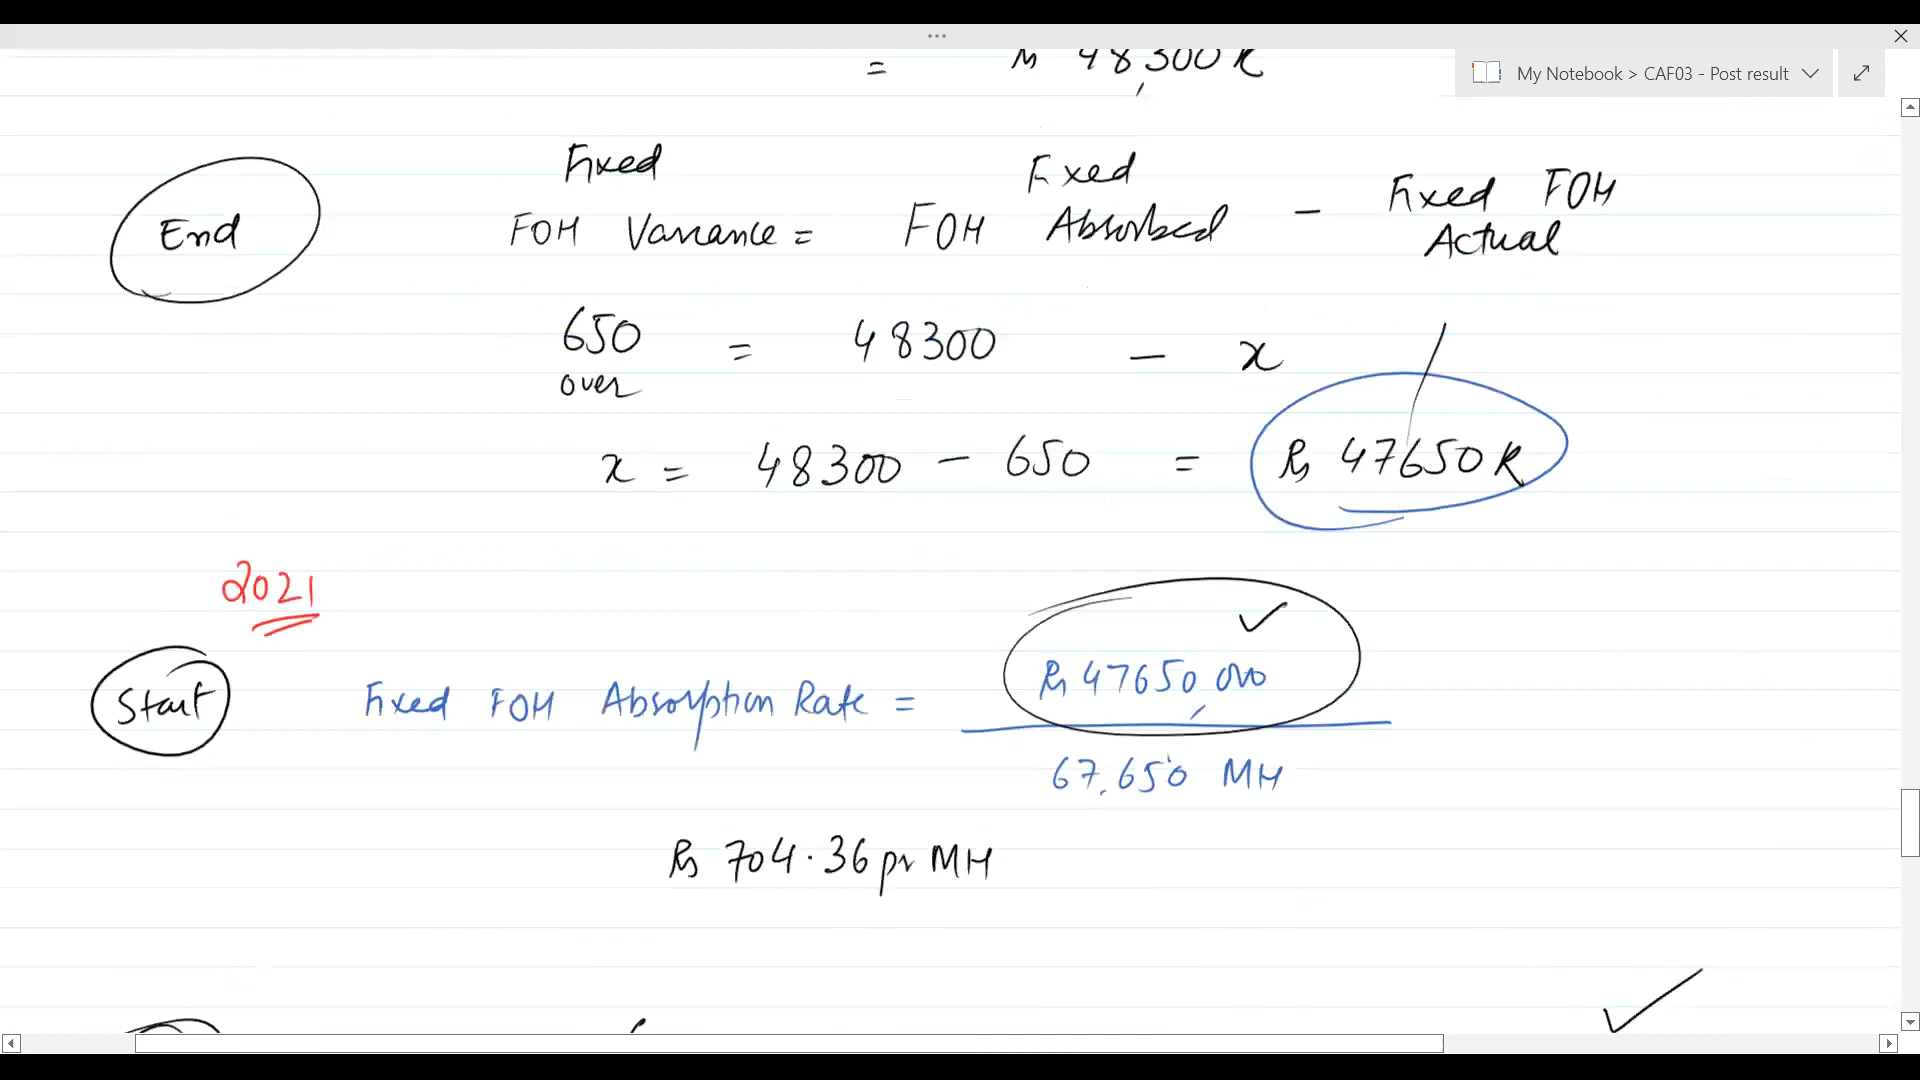 ...
= Rs 48,300 K
My Notebook > CAF03 - Post result
End
Fixed FOH Variance = Fixed FOH Absorbed - Fixed FOH Actual
650 over = 48300 - x
x = 48300 - 650 = Rs 47650 K
2021
Start
Fixed FOH Absorption Rate = Rs 47650,000
67,650 MH
Rs 704.36 pr MH